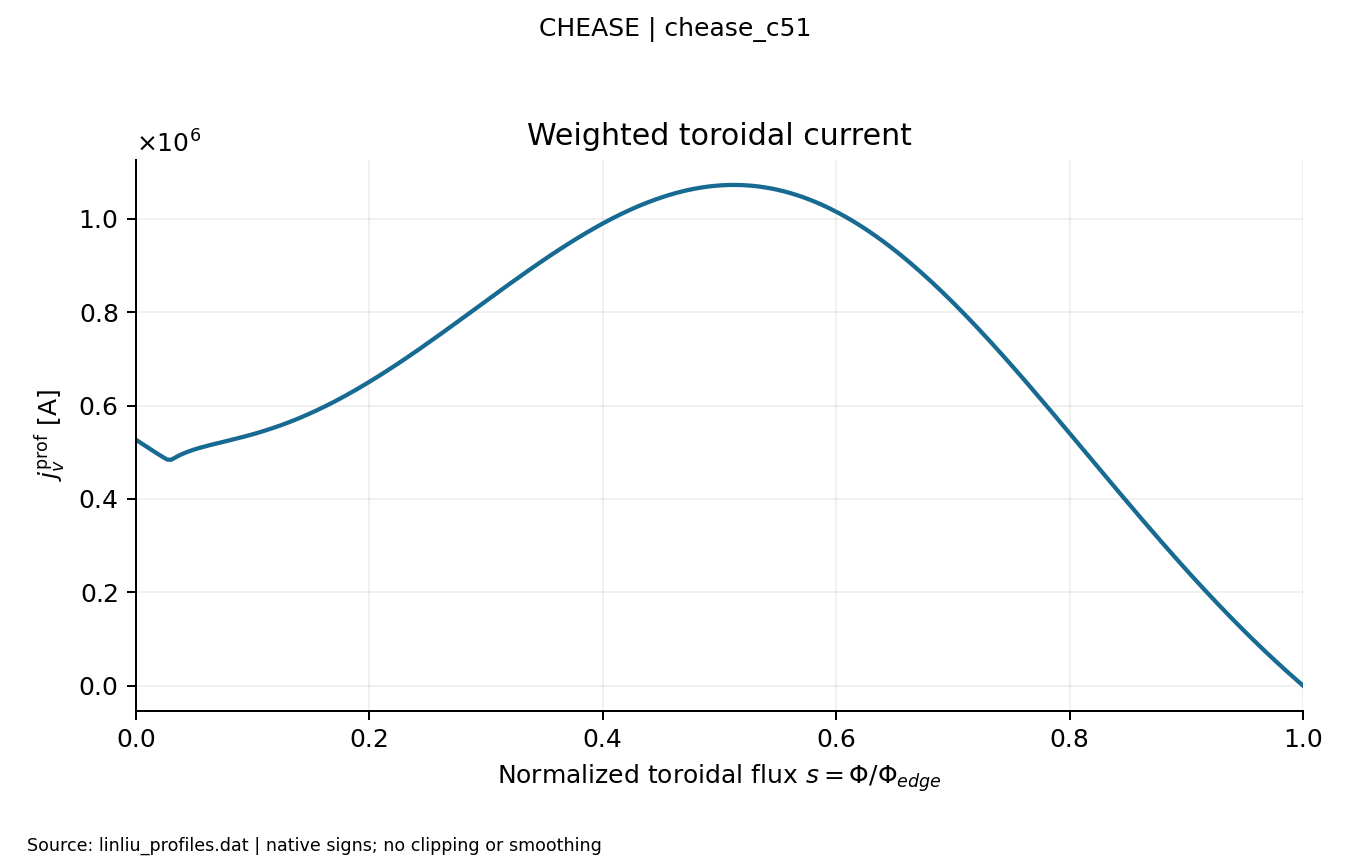 CHEASE | chease_c51
Weighted toroidal current
×10⁶
1.0
0.8
0.6
0.4
0.2
0.0
j_v^prof [A]
0.0 0.2 0.4 0.6 0.8 1.0
Normalized toroidal flux s = Φ/Φ_edge
Source: linliu_profiles.dat | native signs; no clipping or smoothing